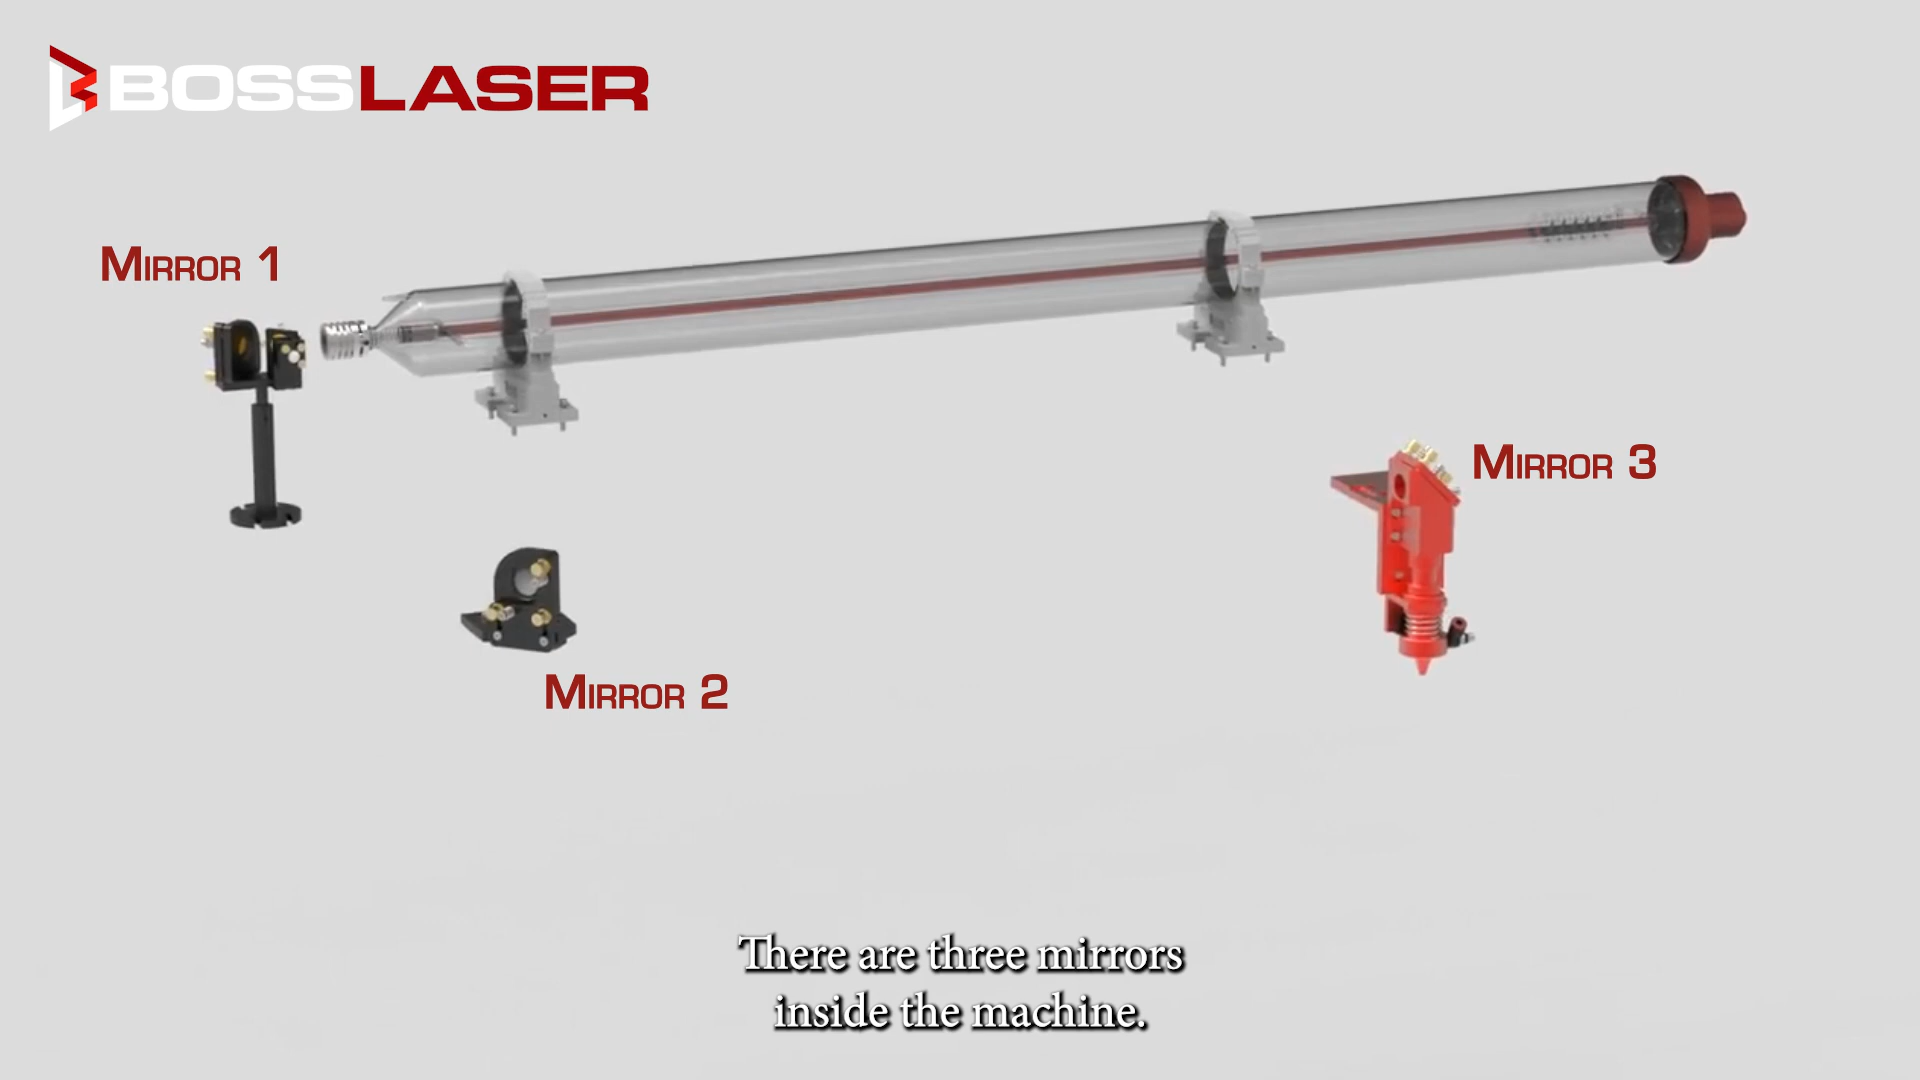 BOSSLASER
Mirror 1
Mirror 3
Mirror 2
There are three mirrors
inside the machine.